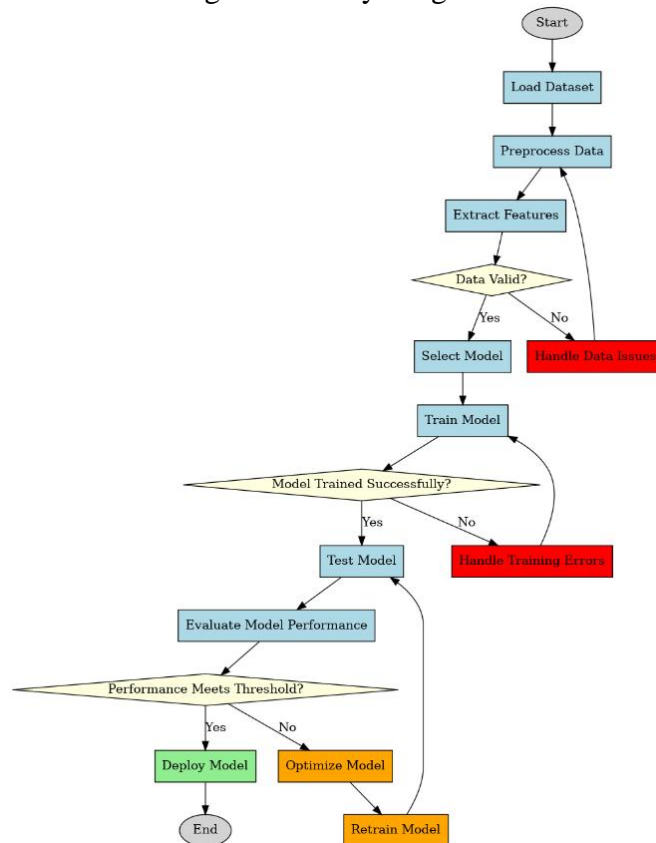 Start
Load Dataset
Preprocess Data
Extract Features
Data Valid?
Yes
No
Select Model
Handle Data Issues
Train Model
Model Trained Successfully?
Yes
No
Test Model
Handle Training Errors
Evaluate Model Performance
Performance Meets Threshold?
Yes
No
Deploy Model
Optimize Model
End
Retrain Model